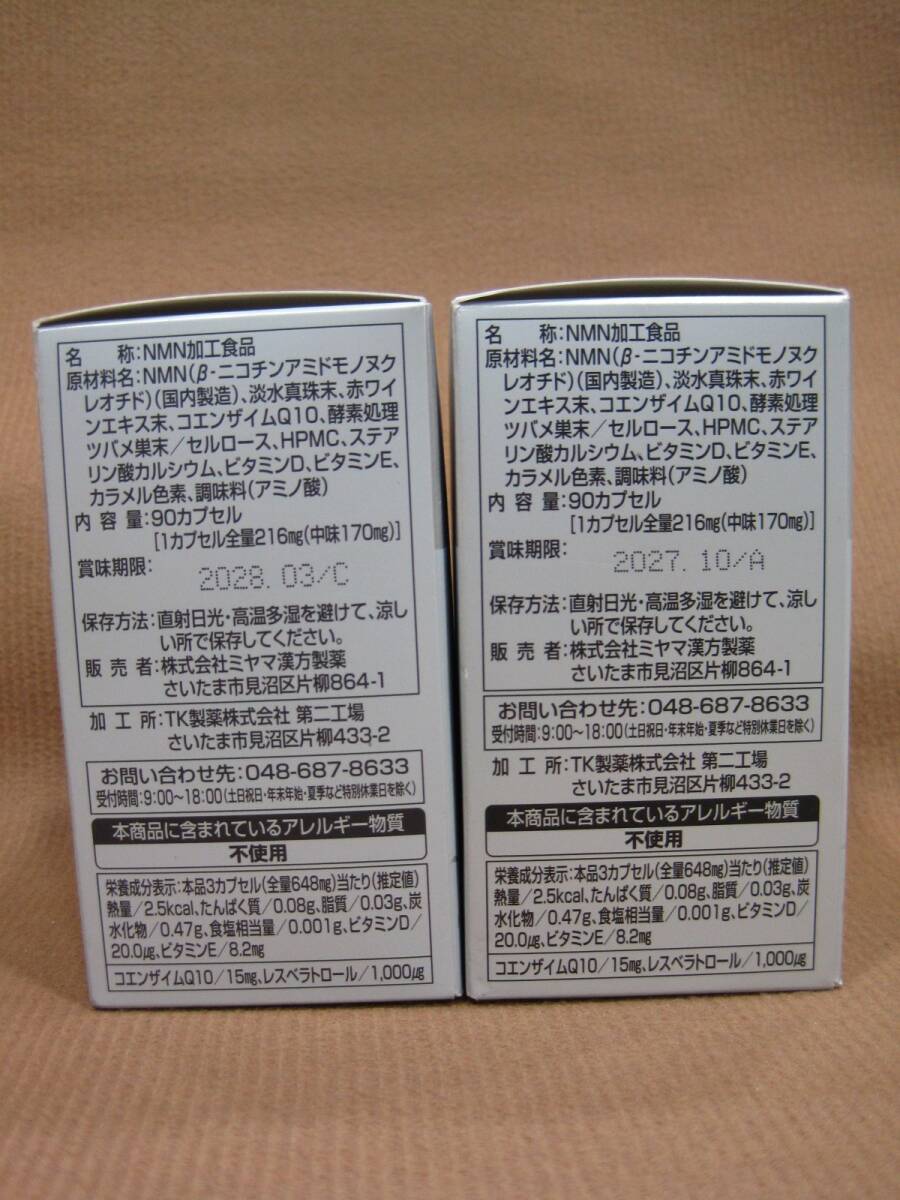 名　　称:NMN加工食品
原材料名:NMN(β-ニコチンアミドモノヌク
レオチド)(国内製造)、淡水真珠末、赤ワイ
ンエキス末、コエンザイムQ10、酵素処理
ツバメ巣末/セルロース、HPMC、ステア
リン酸カルシウム、ビタミンD、ビタミンE、
カラメル色素、調味料(アミノ酸)
内 容 量:90カプセル
[1カプセル全量216mg(中味170mg)]
賞味期限:
2028.03/C
保存方法:直射日光・高温多湿を避けて、涼し
い所で保存してください。
販 売 者:株式会社ミヤマ漢方製薬
さいたま市見沼区片柳864-1
加 工 所:TK製薬株式会社 第二工場
さいたま市見沼区片柳433-2
お問い合わせ先:048-687-8633
受付時間:9:00〜18:00(土日祝日・年末年始・夏季など特別休業日を除く)
本商品に含まれているアレルギー物質
不使用
栄養成分表示:本品3カプセル(全量648mg)当たり(推定値)
熱量/2.5kcal、たんぱく質/0.08g、脂質/0.03g、炭
水化物/0.47g、食塩相当量/0.001g、ビタミンD/
20.0μg、ビタミンE/8.2mg
コエンザイムQ10/15mg、レスベラトロール/1,000μg
名　　称:NMN加工食品
原材料名:NMN(β-ニコチンアミドモノヌク
レオチド)(国内製造)、淡水真珠末、赤ワイ
ンエキス末、コエンザイムQ10、酵素処理
ツバメ巣末/セルロース、HPMC、ステア
リン酸カルシウム、ビタミンD、ビタミンE、
カラメル色素、調味料(アミノ酸)
内 容 量:90カプセル
[1カプセル全量216mg(中味170mg)]
賞味期限:
2027.10/A
保存方法:直射日光・高温多湿を避けて、涼し
い所で保存してください。
販 売 者:株式会社ミヤマ漢方製薬
さいたま市見沼区片柳864-1
お問い合わせ先:048-687-8633
受付時間:9:00〜18:00(土日祝日・年末年始・夏季など特別休業日を除く)
加 工 所:TK製薬株式会社 第二工場
さいたま市見沼区片柳433-2
本商品に含まれているアレルギー物質
不使用
栄養成分表示:本品3カプセル(全量648mg)当たり(推定値)
熱量/2.5kcal、たんぱく質/0.08g、脂質/0.03g、炭
水化物/0.47g、食塩相当量/0.001g、ビタミンD/
20.0μg、ビタミンE/8.2mg
コエンザイムQ10/15mg、レスベラトロール/1,000μg